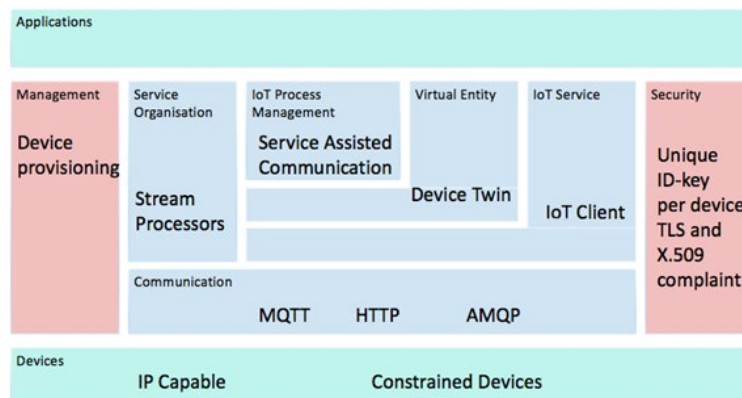 Applications
Management
Device
provisioning
Service
Organisation
Stream
Processors
IoT Process
Management
Service Assisted
Communication
Virtual Entity
Device Twin
IoT Service
IoT Client
Security
Unique
ID-key
per device
TLS and
X.509
complaint
Communication
MQTT HTTP AMQP
Devices
IP Capable Constrained Devices